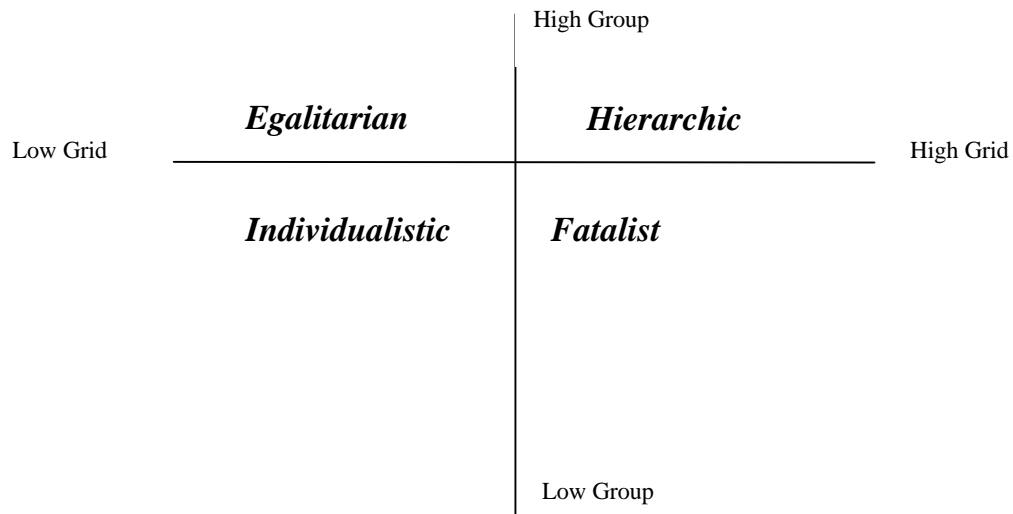 High Group
Egalitarian
Hierarchic
Low Grid
High Grid
Individualistic
Fatalist
Low Group